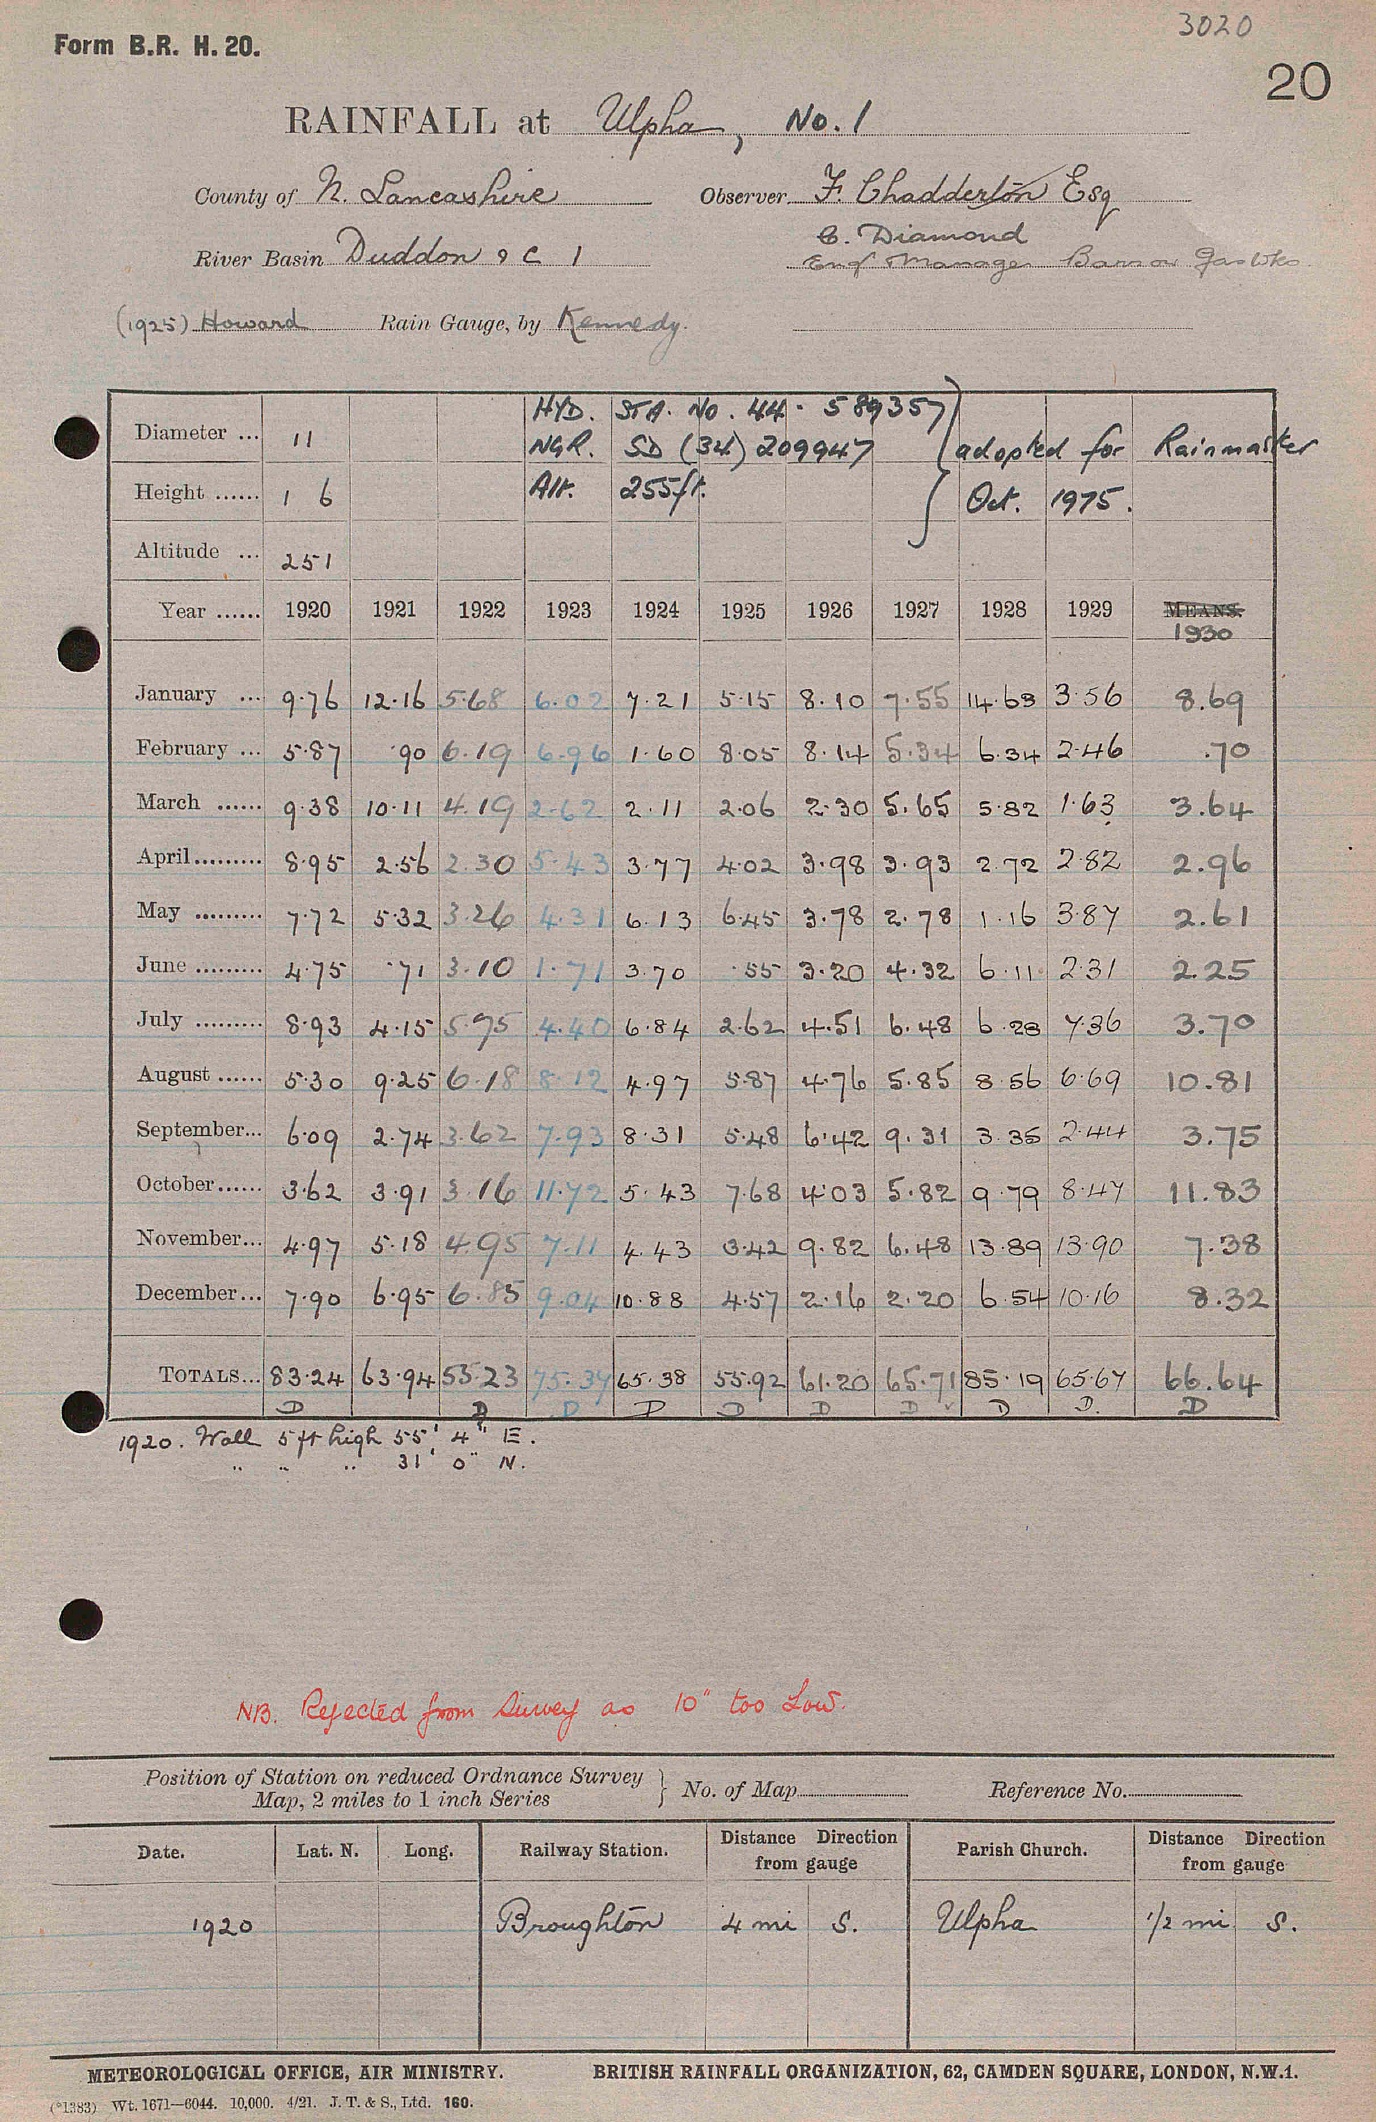 3020
Form B.R. H. 20.
20
RAINFALL at Ulpha, No. 1
County of N. Lancashire Observer F. Chadderton Esq
C. Diamond
River Basin Duddon & C 1 Eng Manager Barrow Gas Wks.
(1925) Howard Rain Gauge, by Kennedy.
HYD. STA. No. 44. 589357
Diameter ... 11 NGR. SD (34) 209947 adopted for Rainmaster
Height ...... 1 6 Alt. 255ft. Oct. 1975.
Altitude ... 251
Year ...... 1920 1921 1922 1923 1924 1925 1926 1927 1928 1929 MEANS.
1930
January ... 9.76 12.16 5.68 6.02 7.21 5.15 8.10 7.55 14.63 3.56 8.69
February ... 5.87 .90 6.19 6.96 1.60 8.05 8.14 5.34 6.34 2.46 .70
March ...... 9.38 10.11 4.19 2.62 2.11 2.06 2.30 5.65 5.82 1.63 3.64
April......... 8.95 2.56 2.30 5.43 3.77 4.02 3.98 3.93 2.72 2.82 2.96
May ......... 7.72 5.32 3.26 4.31 6.13 6.45 3.78 2.78 1.16 3.87 2.61
June ......... 4.75 .71 3.10 1.71 3.70 .55 3.20 4.32 6.11 2.31 2.25
July ......... 8.93 4.15 5.75 4.40 6.84 2.62 4.51 6.48 6.28 7.36 3.70
August ...... 5.30 9.25 6.18 8.12 4.97 5.87 4.76 5.85 8.56 6.69 10.81
September... 6.09 2.74 3.62 7.93 8.31 5.48 6.42 9.31 3.35 2.44 3.75
October...... 3.62 3.91 3.16 11.72 5.43 7.68 4.03 5.82 9.79 8.47 11.83
November... 4.97 5.18 4.95 7.11 4.43 3.42 9.82 6.48 13.89 13.90 7.38
December... 7.90 6.95 6.85 9.04 10.88 4.57 2.16 2.20 6.54 10.16 8.32
TOTALS... 83.24 63.94 55.23 75.37 65.38 55.92 61.20 65.71 85.19 65.67 66.64
D D D D D D D D D. D
1920. Wall 5ft high 55' 4" E.
" " " 31' 0" N.
NB. Rejected from Survey as 10" too Low.
Position of Station on reduced Ordnance Survey
Map, 2 miles to 1 inch Series } No. of Map Reference No.
Date. Lat. N. Long. Railway Station. Distance from gauge Direction Parish Church. Distance from gauge Direction
1920 Broughton 4 mi S. Ulpha 1/2 mi S.
METEOROLOGICAL OFFICE, AIR MINISTRY. BRITISH RAINFALL ORGANIZATION, 62, CAMDEN SQUARE, LONDON, N.W.1.
(*1383) Wt. 1671—6044. 10,000. 4/21. J. T. & S., Ltd. 160.